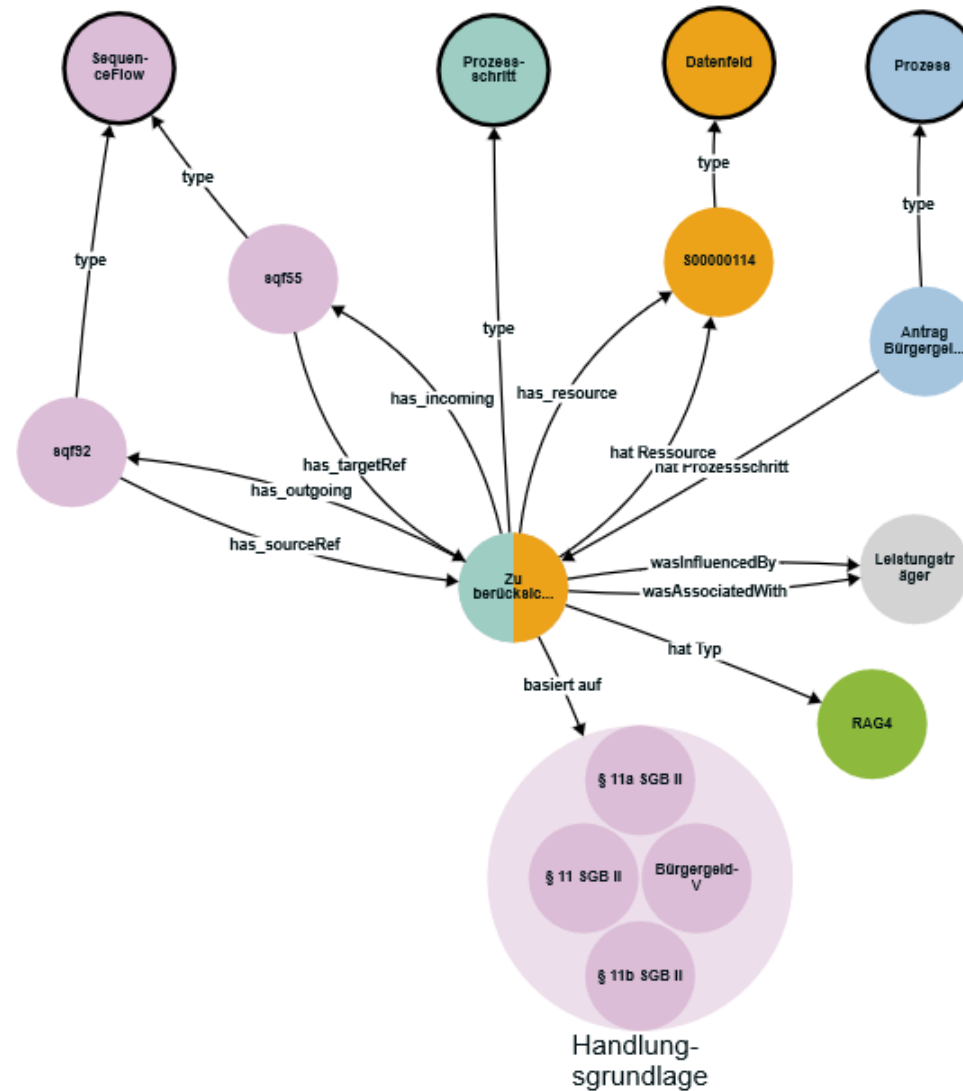 Sequen-
ceFlow
Prozess-
schritt
Datenfeld
Prozess
type
type
type
type
type
sqf55
S00000114
Antrag
Bürgergel...
has_incoming
has_resource
sqf92
has_targetRef
hat Ressource
hat Prozessschritt
has_outgoing
has_sourceRef
Zu
berücksic...
wasInfluencedBy
wasAssociatedWith
Leistungstr
äger
hat Typ
basiert auf
RAG4
§ 11a SGB II
§ 11 SGB II
Bürgergeld-
V
§ 11b SGB II
Handlung-
sgrundlage